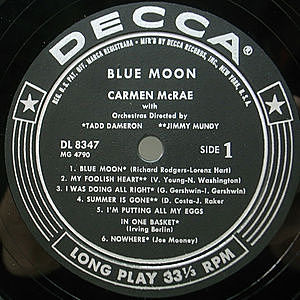 DECCA
REG. U.S. PAT. OFF. MARCA REGISTRADA • MF'D BY DECCA RECORDS, INC.
BLUE MOON
CARMEN McRAE
with
Orchestras Directed by
*TADD DAMERON **JIMMY MUNDY
DL 8347
MG 4790
SIDE 1
1. BLUE MOON* (Richard Rodgers-Lorenz Hart)
2. MY FOOLISH HEART** (V. Young-N. Washington)
3. I WAS DOING ALL RIGHT* (G. Gershwin-I. Gershwin)
4. SUMMER IS GONE** (D. Costa-J. Raker
5. I'M PUTTING ALL MY EGGS
IN ONE BASKET*
(Irving Berlin)
6. NOWHERE* (Joe Mooney)
LONG PLAY 33⅓ RPM